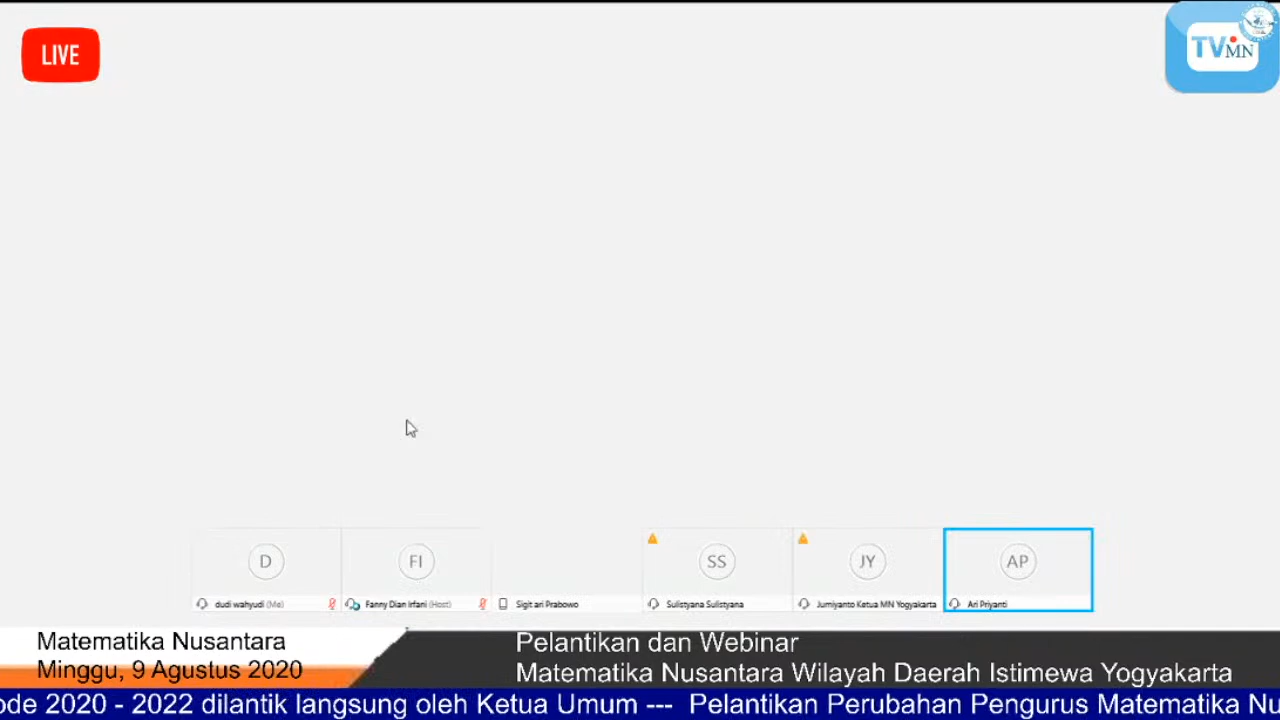 LIVE
TVMN
D
FI
SS
JY
AP
dudi wahyudi (Me)
Fanny Dian Irfani (Host)
Sigit ari Prabowo
Sulistyana Sulistyana
Jumiyanto Ketua MN Yogyakarta
Ari Priyanti
Matematika Nusantara
Minggu, 9 Agustus 2020
Pelantikan dan Webinar
Matematika Nusantara Wilayah Daerah Istimewa Yogyakarta
ode 2020 - 2022 dilantik langsung oleh Ketua Umum --- Pelantikan Perubahan Pengurus Matematika Nu